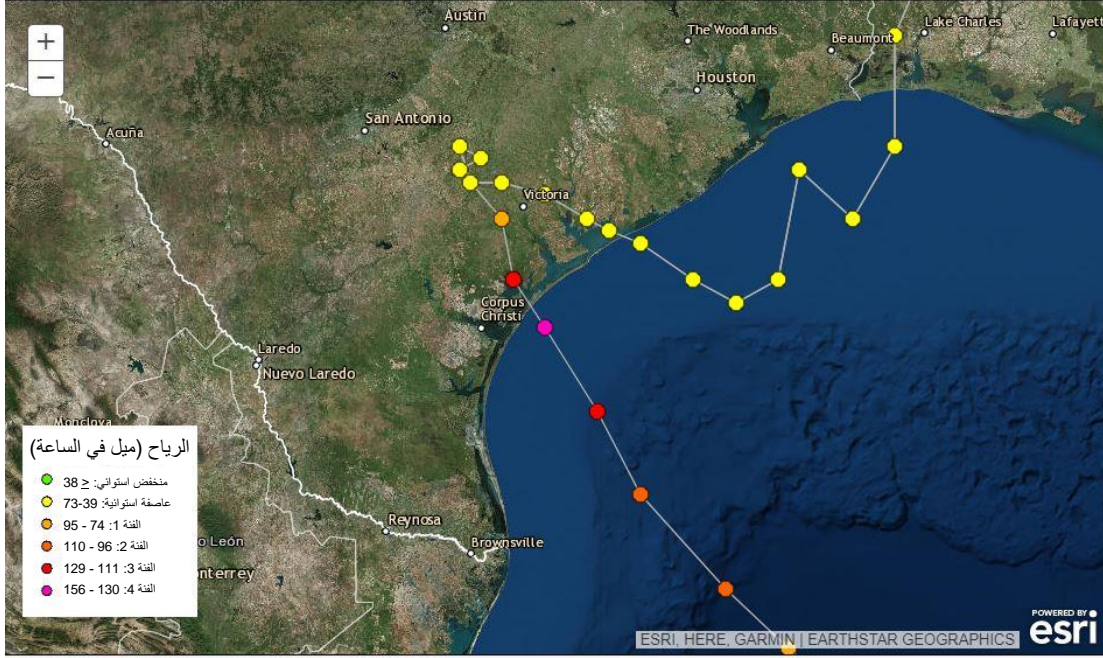 +
−
Austin
The Woodlands
Beaumont
Lake Charles
Lafayett
Houston
San Antonio
Acuña
Victoria
Corpus
Christi
Laredo
Nuevo Laredo
Monclova
الرياح (ميل في الساعة)
منخفض استوائي: ≤ 38
عاصفة استوائية: 39-73
الفئة 1: 74 - 95
الفئة 2: 96 - 110
الفئة 3: 111 - 129
الفئة 4: 130 - 156
Reynosa
Brownsville
o León
onterrey
ESRI, HERE, GARMIN | EARTHSTAR GEOGRAPHICS
POWERED BY
esri